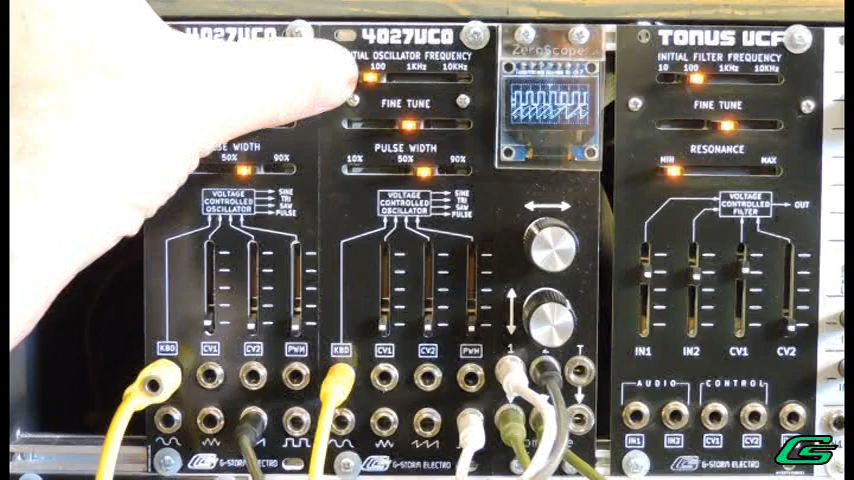 4027VCO
4027VCO
INITIAL OSCILLATOR FREQUENCY
100 1KHz 10KHz
FINE TUNE
PULSE WIDTH
50% 90%
PULSE WIDTH
10% 50% 90%
VOLTAGE
CONTROLLED
OSCILLATOR
SINE
TRI
SAW
PULSE
VOLTAGE
CONTROLLED
OSCILLATOR
SINE
TRI
SAW
PULSE
KBD CV1 CV2 PWM
KBD CV1 CV2 PWM
G-STORM ELECTRO
G-STORM ELECTRO
ZeroScope
1 2 T
TONUS VCF
INITIAL FILTER FREQUENCY
10 100 1KHz 10KHz
FINE TUNE
RESONANCE
MIN MAX
VOLTAGE
CONTROLLED
FILTER
OUT
IN1 IN2 CV1 CV2
AUDIO CONTROL
IN1 IN2 CV1 CV2
G-STORM ELECTRO